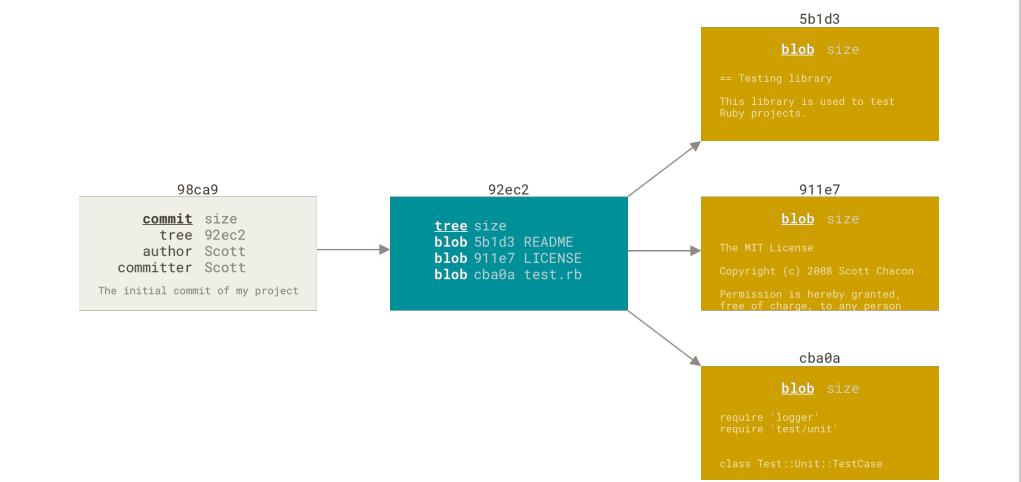 98ca9
commit size
tree 92ec2
author Scott
committer Scott
The initial commit of my project
92ec2
tree size
blob 5b1d3 README
blob 911e7 LICENSE
blob cba0a test.rb
5b1d3
blob size
== Testing library
This library is used to test
Ruby projects.
911e7
blob size
The MIT License
Copyright (c) 2008 Scott Chacon
Permission is hereby granted,
free of charge, to any person
cba0a
blob size
require 'logger'
require 'test/unit'
class Test::Unit::TestCase